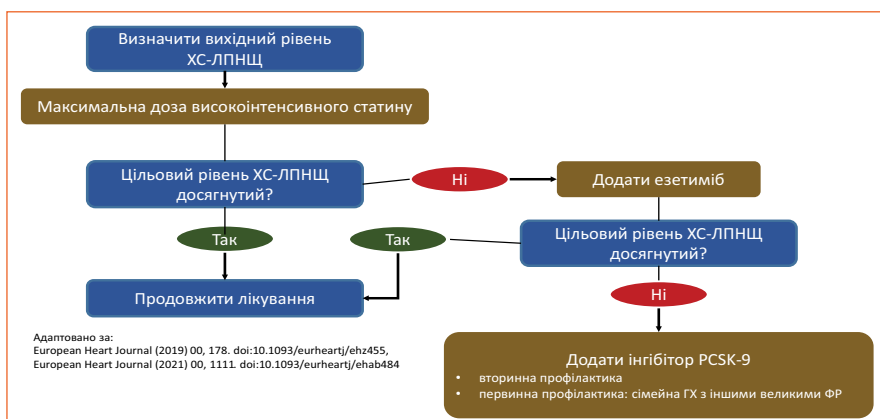 Визначити вихідний рівень
ХС-ЛПНЩ
Максимальна доза високоінтенсивного статину
Цільовий рівень ХС-ЛПНЩ
досягнутий?
Ні
Додати езетиміб
Так
Так
Цільовий рівень ХС-ЛПНЩ
досягнутий?
Продовжити лікування
Ні
Адаптовано за:
European Heart Journal (2019) 00, 178. doi:10.1093/eurheartj/ehz455,
European Heart Journal (2021) 00, 1111. doi:10.1093/eurheartj/ehab484
Додати інгібітор PCSK-9
• вторинна профілактика
• первинна профілактика: сімейна ГХ з іншими великими ФР